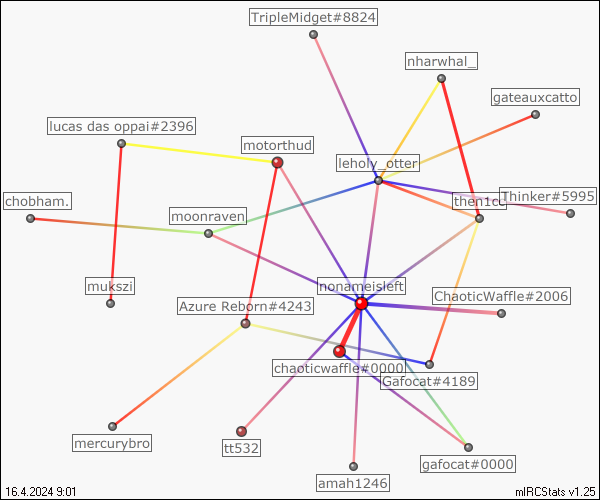 TripleMidget#8824
nharwhal_
gateauxcatto
lucas das oppai#2396
motorthud
leholy_otter
chobham.
moonraven
Thinker#5995
mukszi
nonameisleft
ChaoticWaffle#2006
Azure Reborn#4243
chaoticwaffle#0000
Gafocat#4189
mercurybro
tt532
gafocat#0000
amah1246
16.4.2024 9:01
mIRCStats v1.25